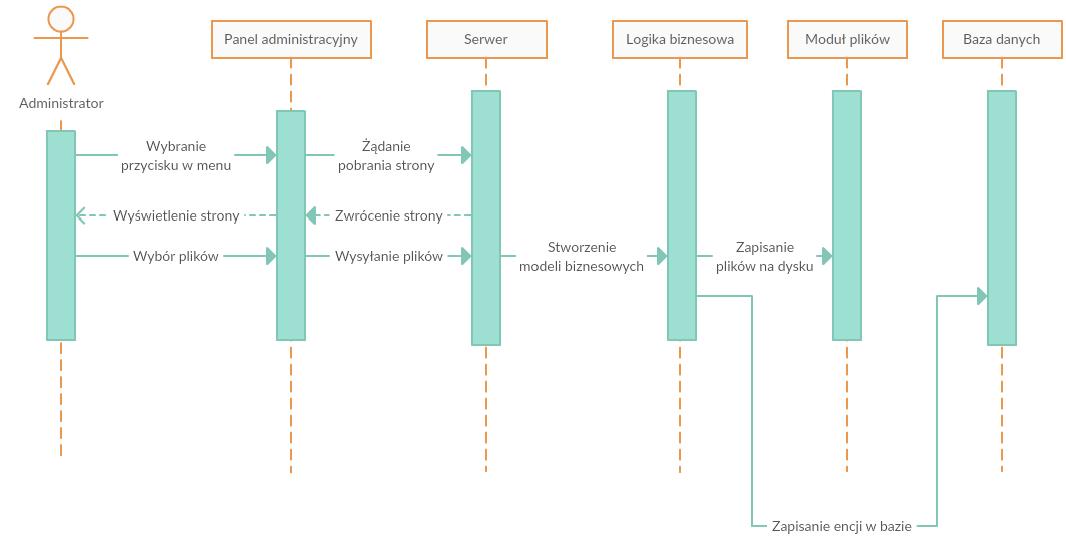 Panel administracyjny
Serwer
Logika biznesowa
Moduł plików
Baza danych
Administrator
Wybranie
przycisku w menu
Żądanie
pobrania strony
Wyświetlenie strony
Zwrócenie strony
Wybór plików
Wysyłanie plików
Stworzenie
modeli biznesowych
Zapisanie
plików na dysku
Zapisanie encji w bazie